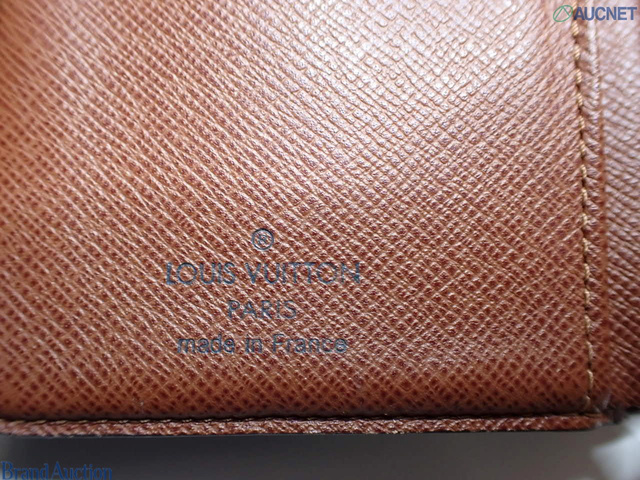 AUCNET
®
LOUIS VUITTON
PARIS
made in France
Brand Auction